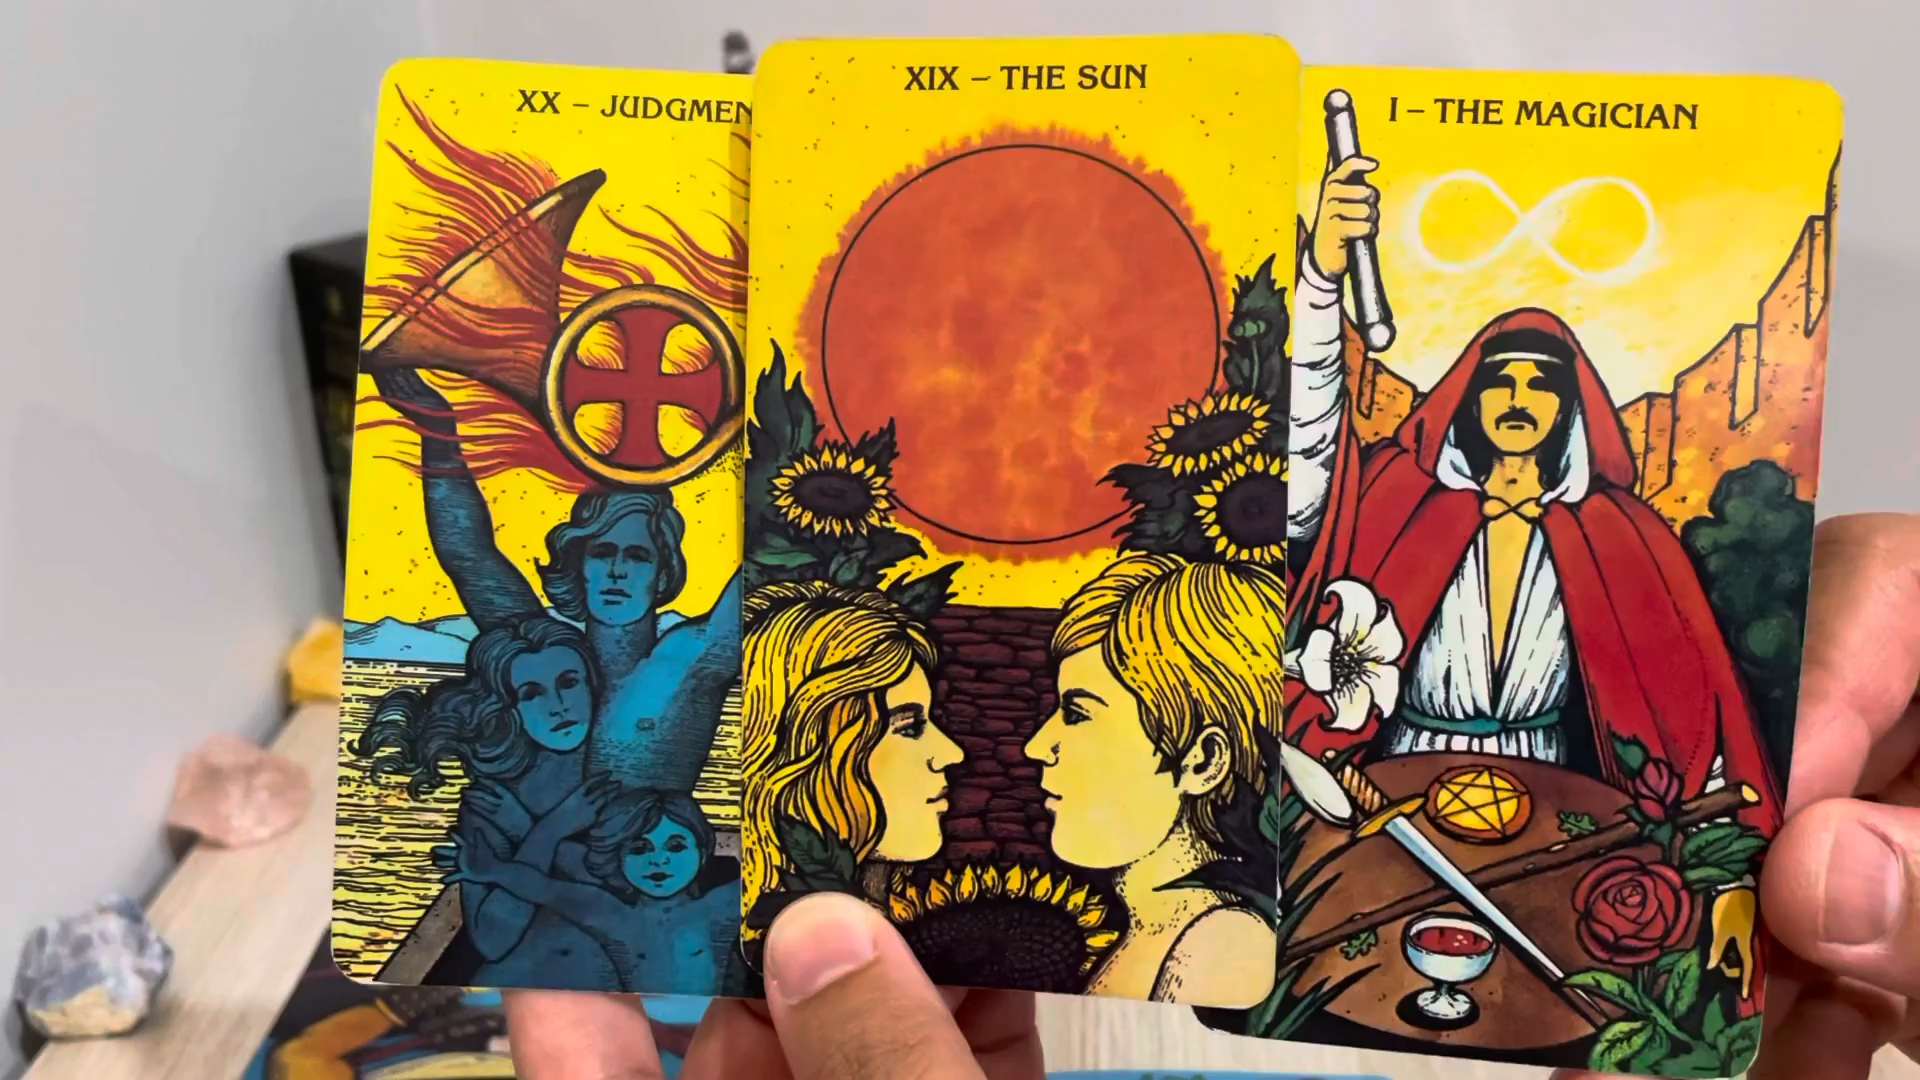 XX – JUDGMEN
XIX – THE SUN
I – THE MAGICIAN